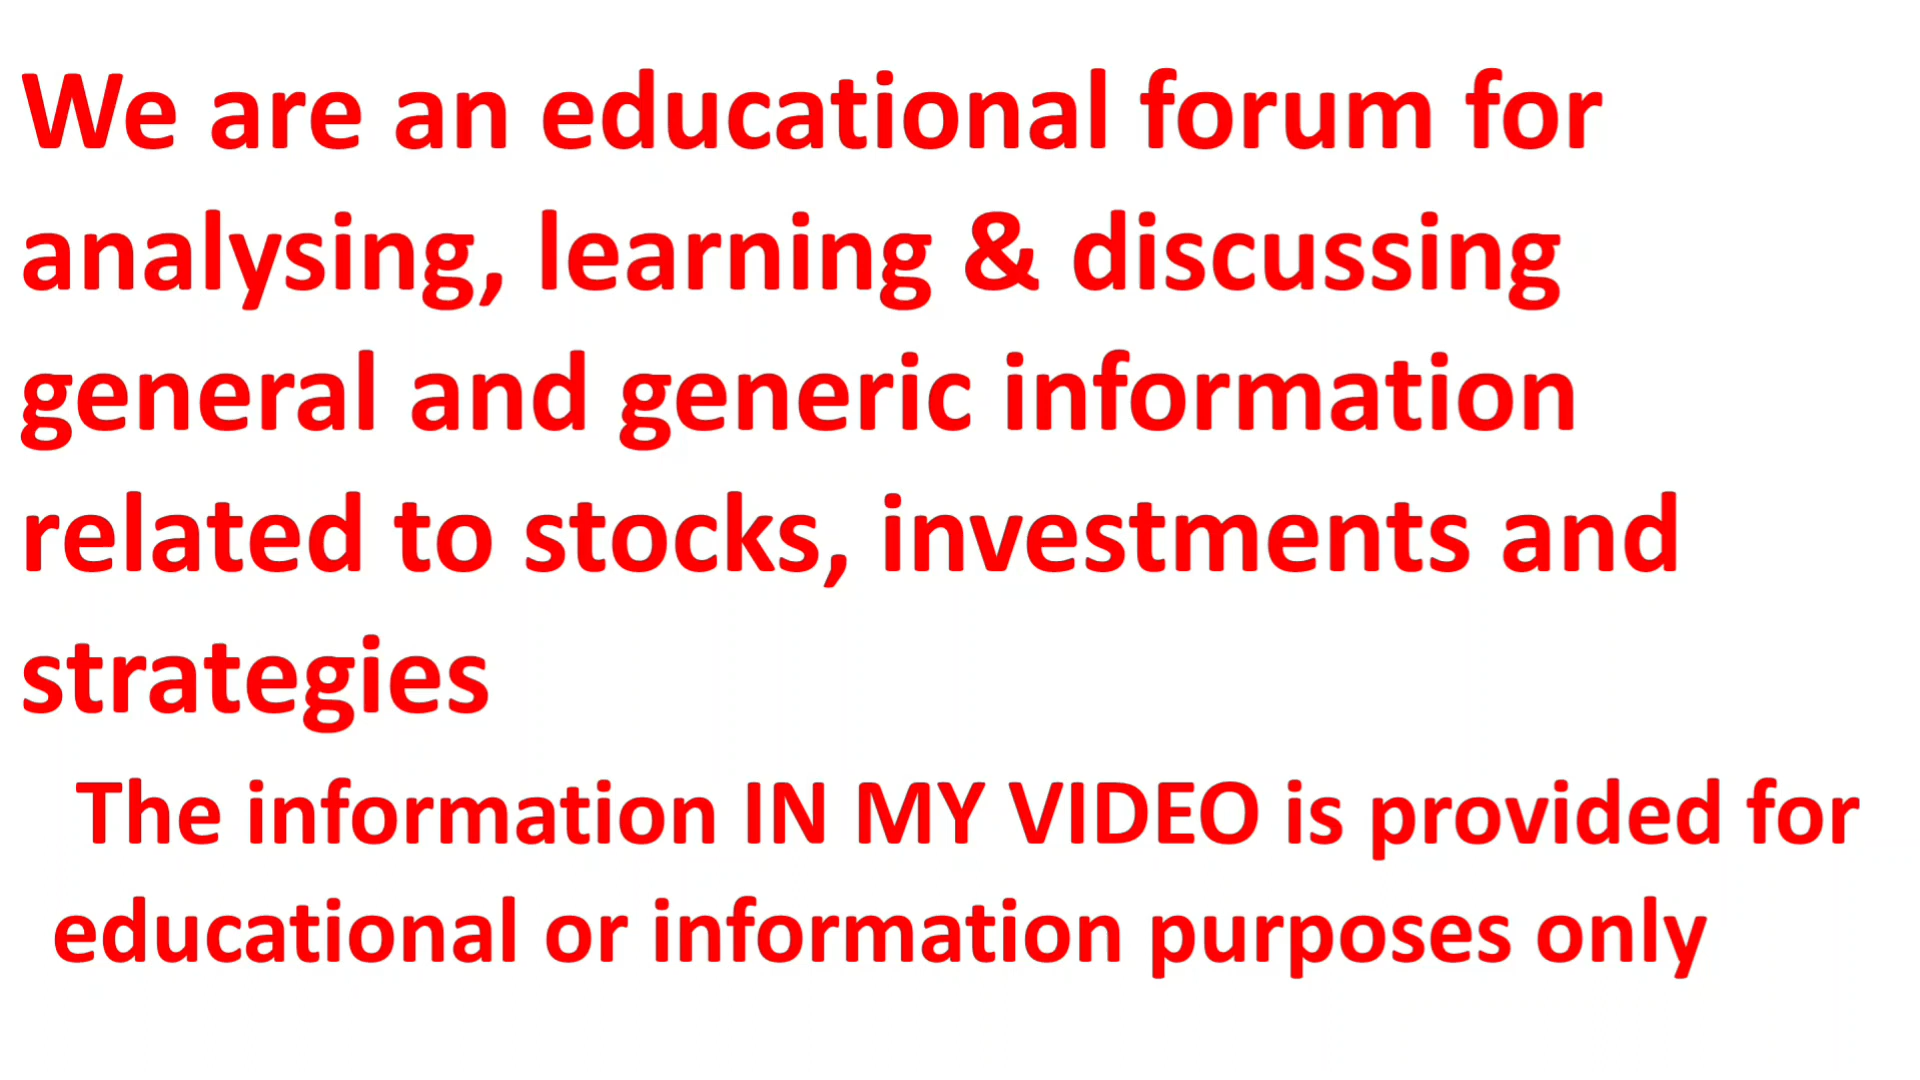 We are an educational forum for
analysing, learning & discussing
general and generic information
related to stocks, investments and
strategies
The information IN MY VIDEO is provided for
educational or information purposes only